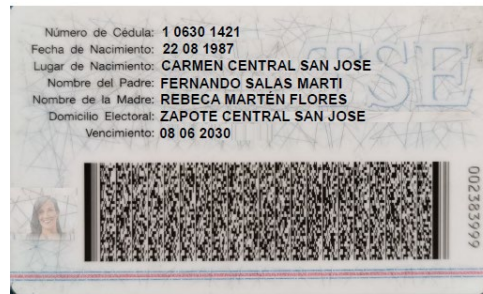 Número de Cédula: 1 0630 1421
Fecha de Nacimiento: 22 08 1987
Lugar de Nacimiento: CARMEN CENTRAL SAN JOSE
Nombre del Padre: FERNANDO SALAS MARTI
Nombre de la Madre: REBECA MARTÉN FLORES
Domicilio Electoral: ZAPOTE CENTRAL SAN JOSE
Vencimiento: 08 06 2030
TSE
002383999